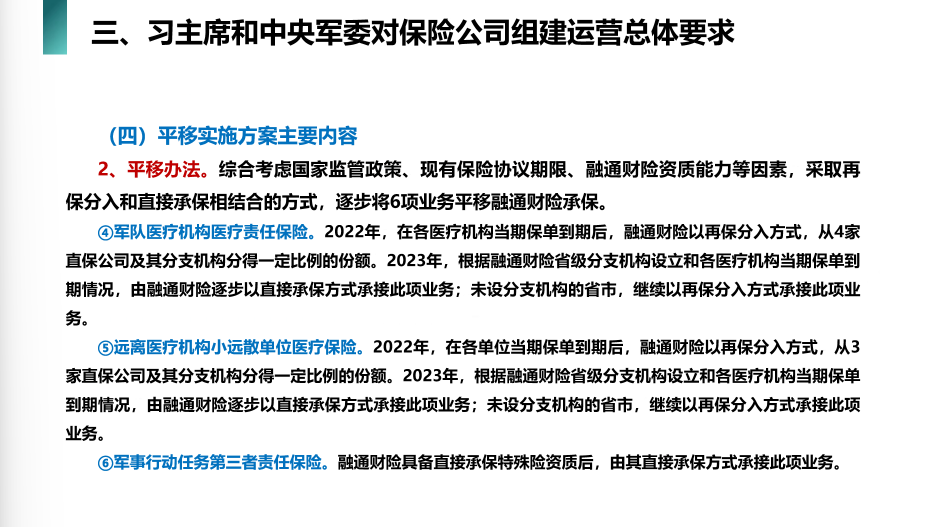 三、习主席和中央军委对保险公司组建运营总体要求
（四）平移实施方案主要内容
2、平移办法。综合考虑国家监管政策、现有保险协议期限、融通财险资质能力等因素，采取再
保分入和直接承保相结合的方式，逐步将6项业务平移融通财险承保。
④军队医疗机构医疗责任保险。2022年，在各医疗机构当期保单到期后，融通财险以再保分入方式，从4家
直保公司及其分支机构分得一定比例的份额。2023年，根据融通财险省级分支机构设立和各医疗机构当期保单到
期情况，由融通财险逐步以直接承保方式承接此项业务；未设分支机构的省市，继续以再保分入方式承接此项业
务。
⑤远离医疗机构小远散单位医疗保险。2022年，在各单位当期保单到期后，融通财险以再保分入方式，从3
家直保公司及其分支机构分得一定比例的份额。2023年，根据融通财险省级分支机构设立和各医疗机构当期保单
到期情况，由融通财险逐步以直接承保方式承接此项业务；未设分支机构的省市，继续以再保分入方式承接此项
业务。
⑥军事行动任务第三者责任保险。融通财险具备直接承保特殊险资质后，由其直接承保方式承接此项业务。